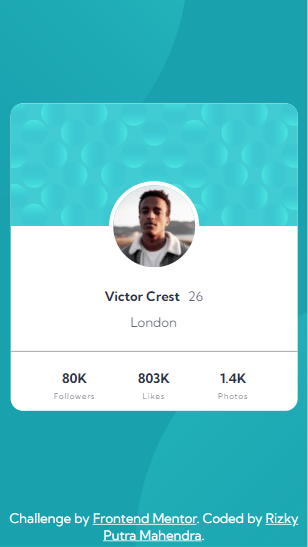 Victor Crest 26
London
80K 803K 1.4K
Followers Likes Photos
Challenge by Frontend Mentor. Coded by Rizky
Putra Mahendra.